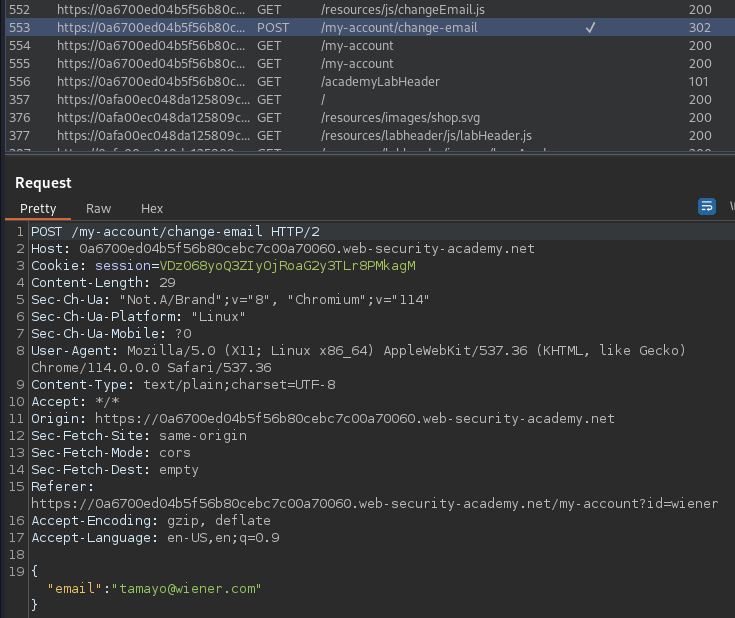 552 https://0a6700ed04b5f56b80c... GET /resources/js/changeEmail.js 200
553 https://0a6700ed04b5f56b80c... POST /my-account/change-email ✓ 302
554 https://0a6700ed04b5f56b80c... GET /my-account 200
555 https://0a6700ed04b5f56b80c... GET /my-account 200
556 https://0a6700ed04b5f56b80c... GET /academyLabHeader 101
357 https://0afa00ec048da125809c... GET / 200
376 https://0afa00ec048da125809c... GET /resources/images/shop.svg 200
377 https://0afa00ec048da125809c... GET /resources/labheader/js/labHeader.js 200
Request
Pretty Raw Hex
1 POST /my-account/change-email HTTP/2
2 Host: 0a6700ed04b5f56b80cebc7c00a70060.web-security-academy.net
3 Cookie: session=VDz068yoQ3ZIyOjRoaG2y3TLr8PMkagM
4 Content-Length: 29
5 Sec-Ch-Ua: "Not.A/Brand";v="8", "Chromium";v="114"
6 Sec-Ch-Ua-Platform: "Linux"
7 Sec-Ch-Ua-Mobile: ?0
8 User-Agent: Mozilla/5.0 (X11; Linux x86_64) AppleWebKit/537.36 (KHTML, like Gecko)
Chrome/114.0.0.0 Safari/537.36
9 Content-Type: text/plain;charset=UTF-8
10 Accept: */*
11 Origin: https://0a6700ed04b5f56b80cebc7c00a70060.web-security-academy.net
12 Sec-Fetch-Site: same-origin
13 Sec-Fetch-Mode: cors
14 Sec-Fetch-Dest: empty
15 Referer:
https://0a6700ed04b5f56b80cebc7c00a70060.web-security-academy.net/my-account?id=wiener
16 Accept-Encoding: gzip, deflate
17 Accept-Language: en-US,en;q=0.9
18
19 {
"email":"tamayo@wiener.com"
}